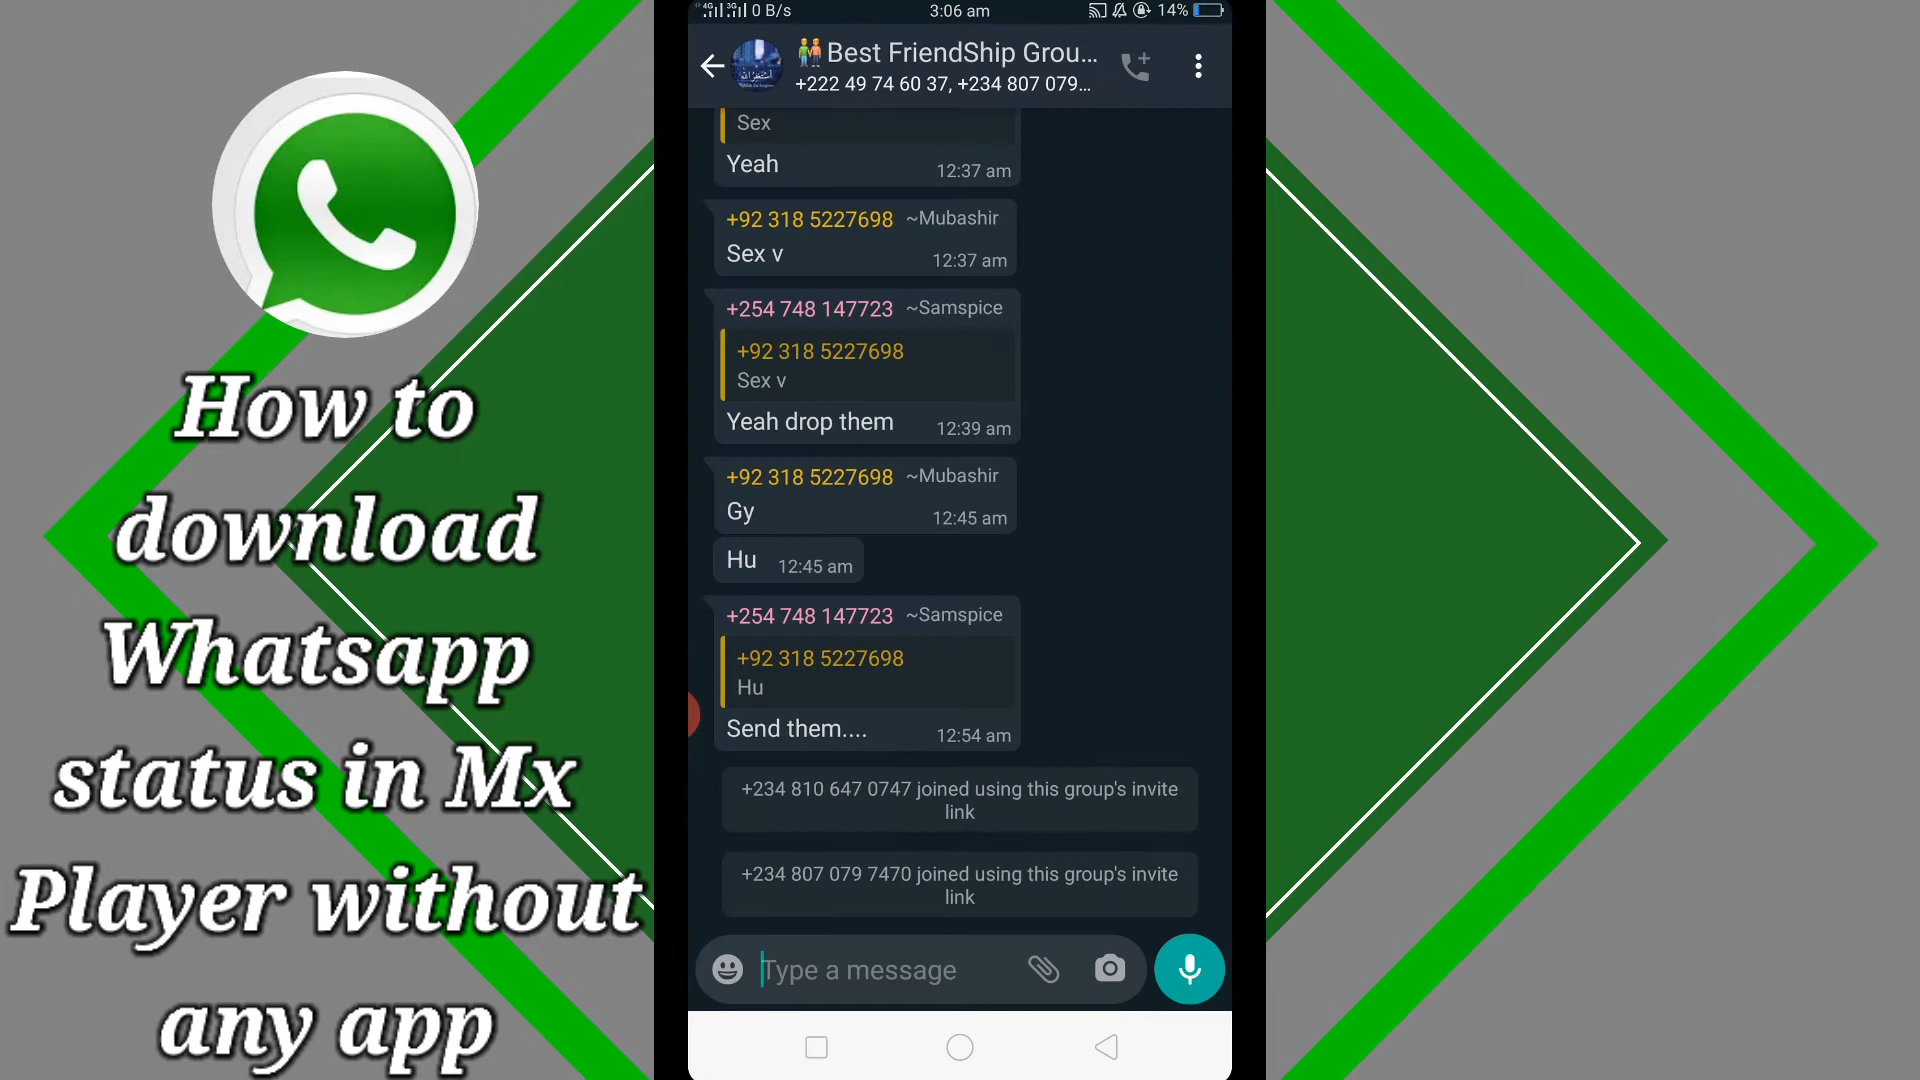 How to
download
Whatsapp
status in Mx
Player without
any app
4G 3G 0 B/s 3:06 am 14%
Best FriendShip Grou...
+222 49 74 60 37, +234 807 079...
Sex
Yeah 12:37 am
+92 318 5227698 ~Mubashir
Sex v 12:37 am
+254 748 147723 ~Samspice
+92 318 5227698
Sex v
Yeah drop them 12:39 am
+92 318 5227698 ~Mubashir
Gy 12:45 am
Hu 12:45 am
+254 748 147723 ~Samspice
+92 318 5227698
Hu
Send them.... 12:54 am
+234 810 647 0747 joined using this group's invite
link
+234 807 079 7470 joined using this group's invite
link
Type a message